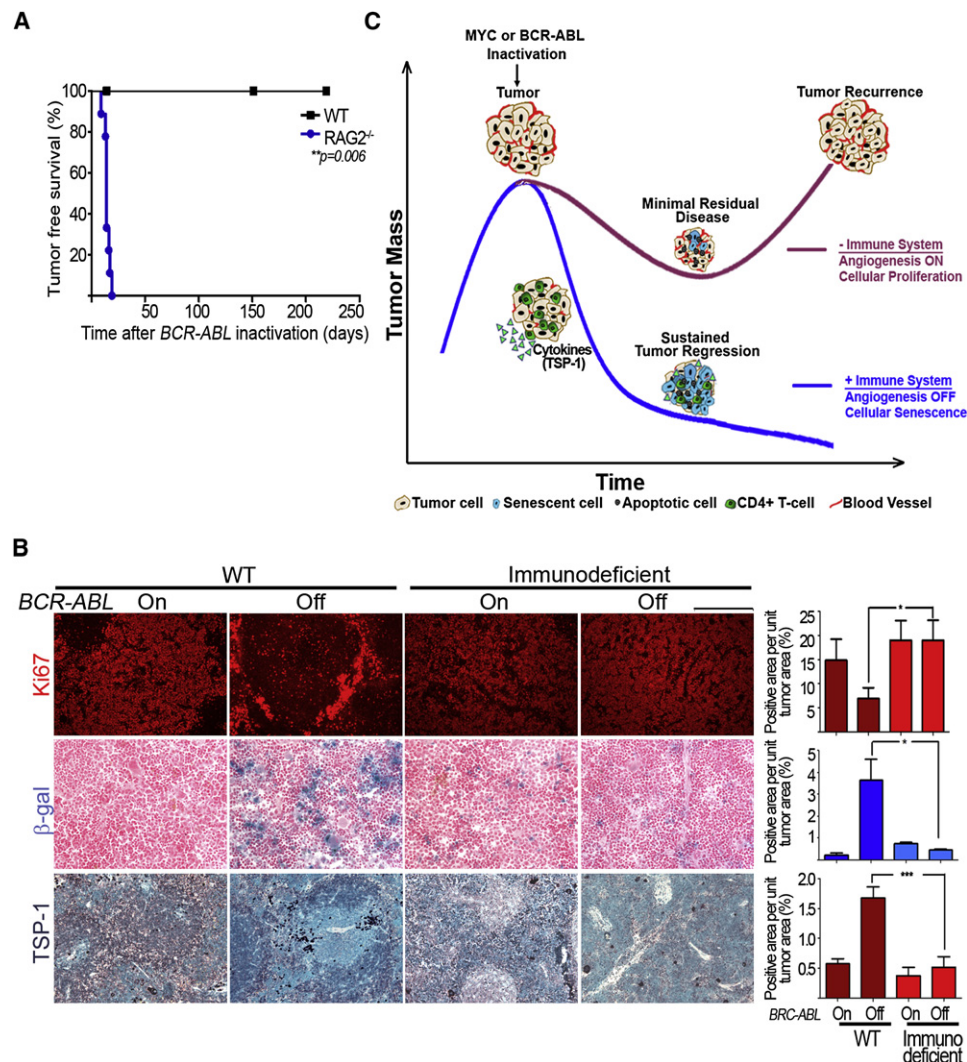 A
100
80
60
40
20
Tumor free survival (%)
WT
RAG2-/-
**p=0.006
50
100
150
200
250
Time after BCR-ABL inactivation (days)
C
MYC or BCR-ABL
Inactivation
Tumor
Tumor Recurrence
Minimal Residual
Disease
- Immune System
Angiogenesis ON
Cellular Proliferation
Cytokines
(TSP-1)
Sustained
Tumor Regression
+ Immune System
Angiogenesis OFF
Cellular Senescence
Tumor Mass
Time
Tumor cell Senescent cell Apoptotic cell CD4+ T-cell Blood Vessel
B
WT Immunodeficient
BCR-ABL On Off On Off
Ki67
β-gal
TSP-1
Positive area per unit
tumor area (%)
25
20
15
10
5
*
Positive area per unit
tumor area (%)
5
4
3
2
1
*
Positive area per unit
tumor area (%)
2.0
1.5
1.0
0.5
***
BRC-ABL On Off On Off
WT Immuno
deficient